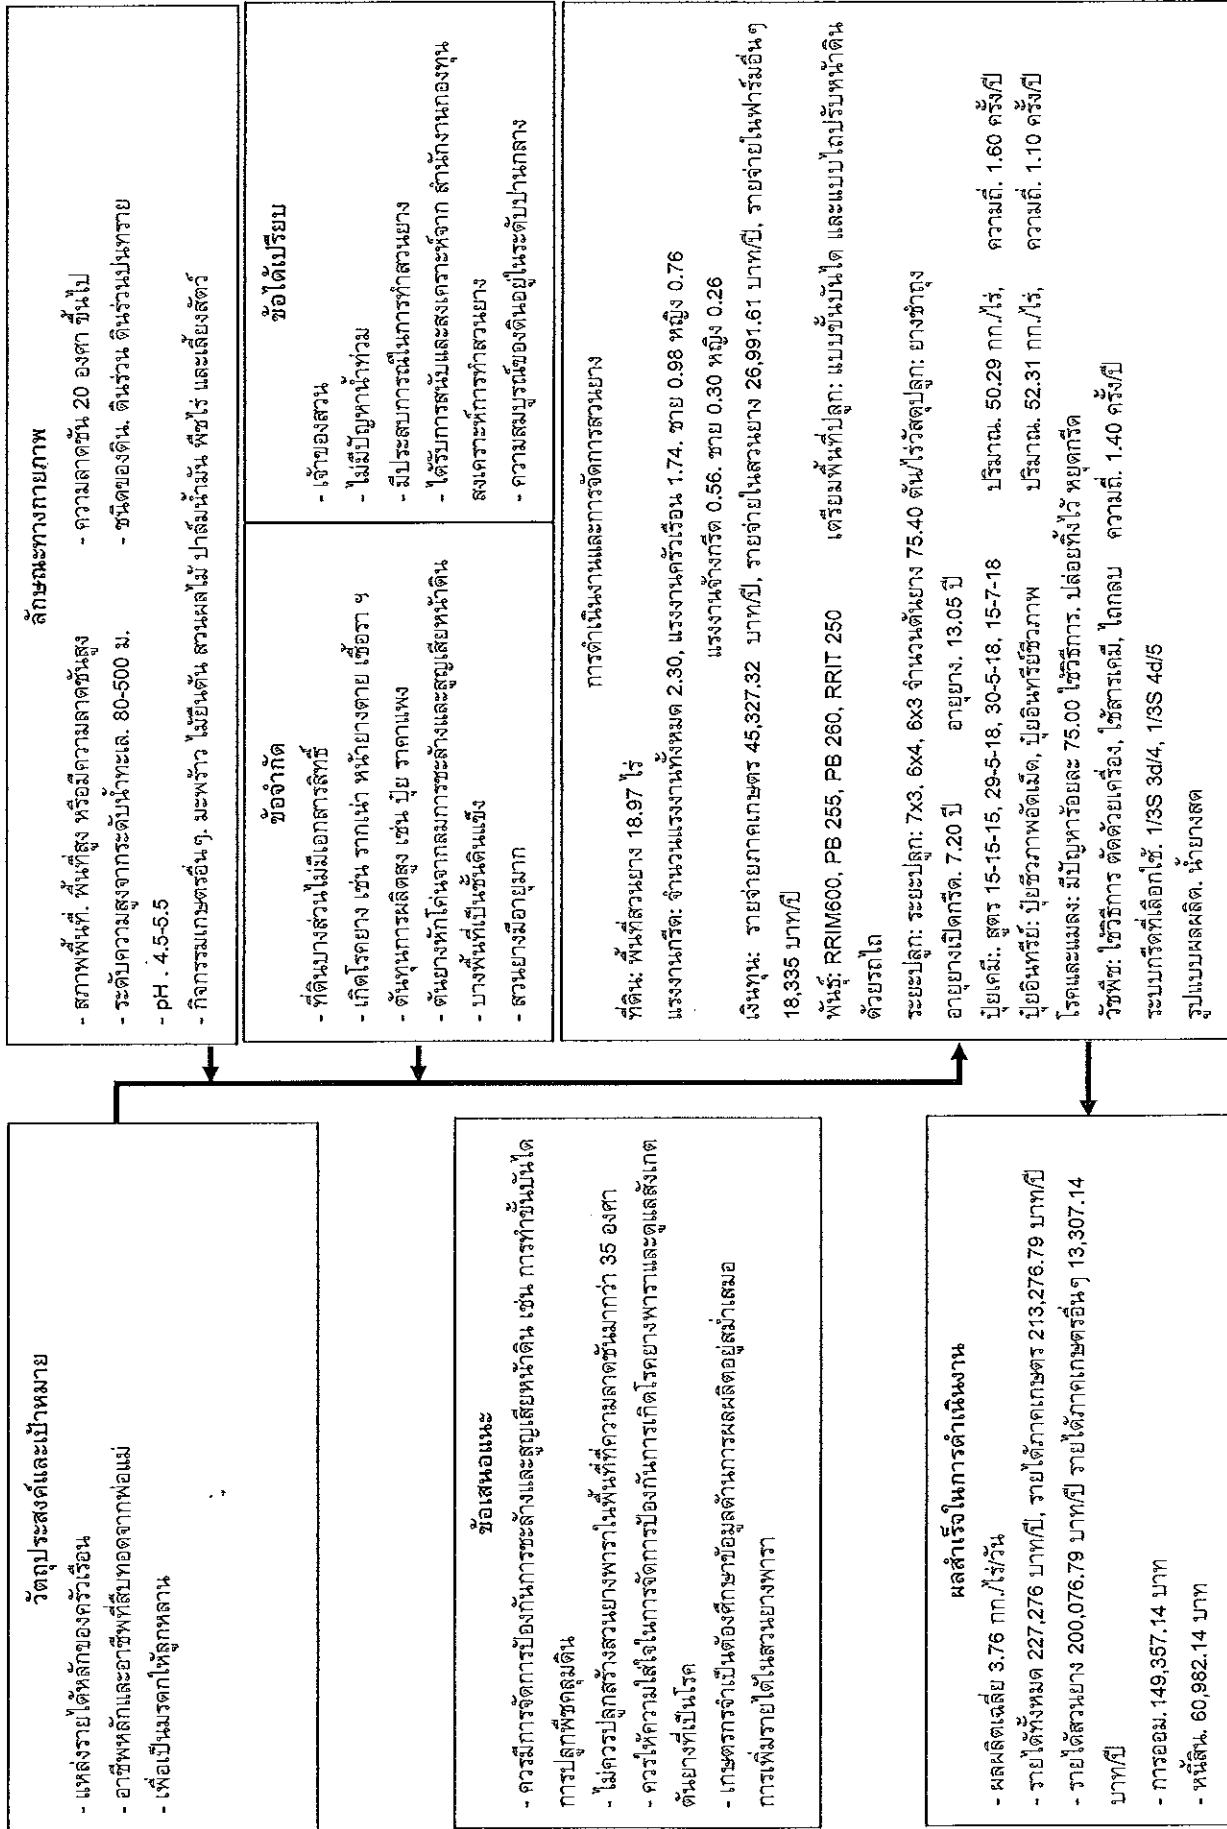 วัตถุประสงค์และเป้าหมาย
- แหล่งรายได้หลักของครัวเรือน
- อาชีพหลักและอาชีพที่สืบทอดจากพ่อแม่
- เพื่อเป็นมรดกให้ลูกหลาน
ลักษณะทางกายภาพ
- สภาพพื้นที่. พื้นที่สูง หรือมีความลาดชันสูง - ความลาดชัน 20 องศา ขึ้นไป
- ระดับความสูงจากระดับน้ำทะเล. 80-500 ม. - ชนิดของดิน. ดินร่วน ดินร่วนปนทราย
- pH . 4.5-5.5
- กิจกรรมเกษตรอื่นๆ. มะพร้าว ไม้ยืนต้น สวนผลไม้ ปาล์มน้ำมัน พืชไร่ และเลี้ยงสัตว์
ข้อจำกัด
- ที่ดินบางส่วนไม่มีเอกสารสิทธิ์
- เกิดโรคยาง เช่น รากเน่า หน้ายางตาย เชื้อรา ฯ
- ต้นทุนการผลิตสูง เช่น ปุ๋ย ราคาแพง
- ต้นยางหักโค่นจากลมการชะล้างและสูญเสียหน้าดิน
- บางพื้นที่เป็นชั้นดินแข็ง
- สวนยางมีอายุมาก
ข้อได้เปรียบ
- เจ้าของสวน
- ไม่มีปัญหาน้ำท่วม
- มีประสบการณ์ในการทำสวนยาง
- ได้รับการสนับและสงเคราะห์จาก สำนักงานกองทุน
สงเคราะห์การทำสวนยาง
- ความสมบูรณ์ของดินอยู่ในระดับปานกลาง
ข้อเสนอแนะ
- ควรมีการจัดการป้องกันการชะล้างและสูญเสียหน้าดิน เช่น การทำขั้นบันได
การปลูกพืชคลุมดิน
- ไม่ควรปลูกสร้างสวนยางพาราในพื้นที่ที่ความลาดชันมากกว่า 35 องศา
- ควรให้ความใส่ใจในการจัดการป้องกันการเกิดโรคยางพาราและดูแลสังเกต
ต้นยางที่เป็นโรค
- เกษตรกรจำเป็นต้องศึกษาข้อมูลด้านการผลผลิตอยู่สม่ำเสมอ
การเพิ่มรายได้ในสวนยางพารา
การดำเนินงานและการจัดการสวนยาง
ที่ดิน: พื้นที่สวนยาง 18.97 ไร่
แรงงานกรีด: จำนวนแรงงานทั้งหมด 2.30, แรงงานครัวเรือน 1.74. ชาย 0.98 หญิง 0.76
แรงงานจ้างกรีด 0.56. ชาย 0.30 หญิง 0.26
เงินทุน: รายจ่ายภาคเกษตร 45,327.32 บาท/ปี, รายจ่ายในสวนยาง 26,991.61 บาท/ปี, รายจ่ายในฟาร์มอื่นๆ
18,335 บาท/ปี
พันธุ์: RRIM600, PB 255, PB 260, RRIT 250 เตรียมพื้นที่ปลูก: แบบขั้นบันได และแบบไถปรับหน้าดิน
ด้วยรถไถ
ระยะปลูก: ระยะปลูก: 7x3, 6x4, 6x3 จำนวนต้นยาง 75.40 ต้น/ไร่วัสดุปลูก: ยางชำถุง
อายุยางเปิดกรีด. 7.20 ปี อายุยาง. 13.05 ปี
ปุ๋ยเคมี:. สูตร 15-15-15, 29-5-18, 30-5-18, 15-7-18 ปริมาณ. 50.29 กก./ไร่, ความถี่. 1.60 ครั้ง/ปี
ปุ๋ยอินทรีย์: ปุ๋ยชีวภาพอัดเม็ด, ปุ๋ยอินทรีย์ชีวภาพ ปริมาณ. 52.31 กก./ไร่, ความถี่. 1.10 ครั้ง/ปี
โรคและแมลง: มีปัญหาร้อยละ 75.00 ใช้วิธีการ. ปล่อยทิ้งไว้ หยุดกรีด
วัชพืช: ใช้วิธีการ ตัดด้วยเครื่อง, ใช้สารเคมี, ไถกลบ ความถี่. 1.40 ครั้ง/ปี
ระบบกรีดที่เลือกใช้. 1/3S 3d/4, 1/3S 4d/5
รูปแบบผลผลิต. น้ำยางสด
ผลสำเร็จในการดำเนินงาน
- ผลผลิตเฉลี่ย 3.76 กก./ไร่/วัน
- รายได้ทั้งหมด 227,276 บาท/ปี, รายได้ภาคเกษตร 213,276.79 บาท/ปี
- รายได้สวนยาง 200,076.79 บาท/ปี รายได้ภาคเกษตรอื่นๆ 13,307.14
บาท/ปี
- การออม. 149,357.14 บาท
- หนี้สิน. 60,982.14 บาท